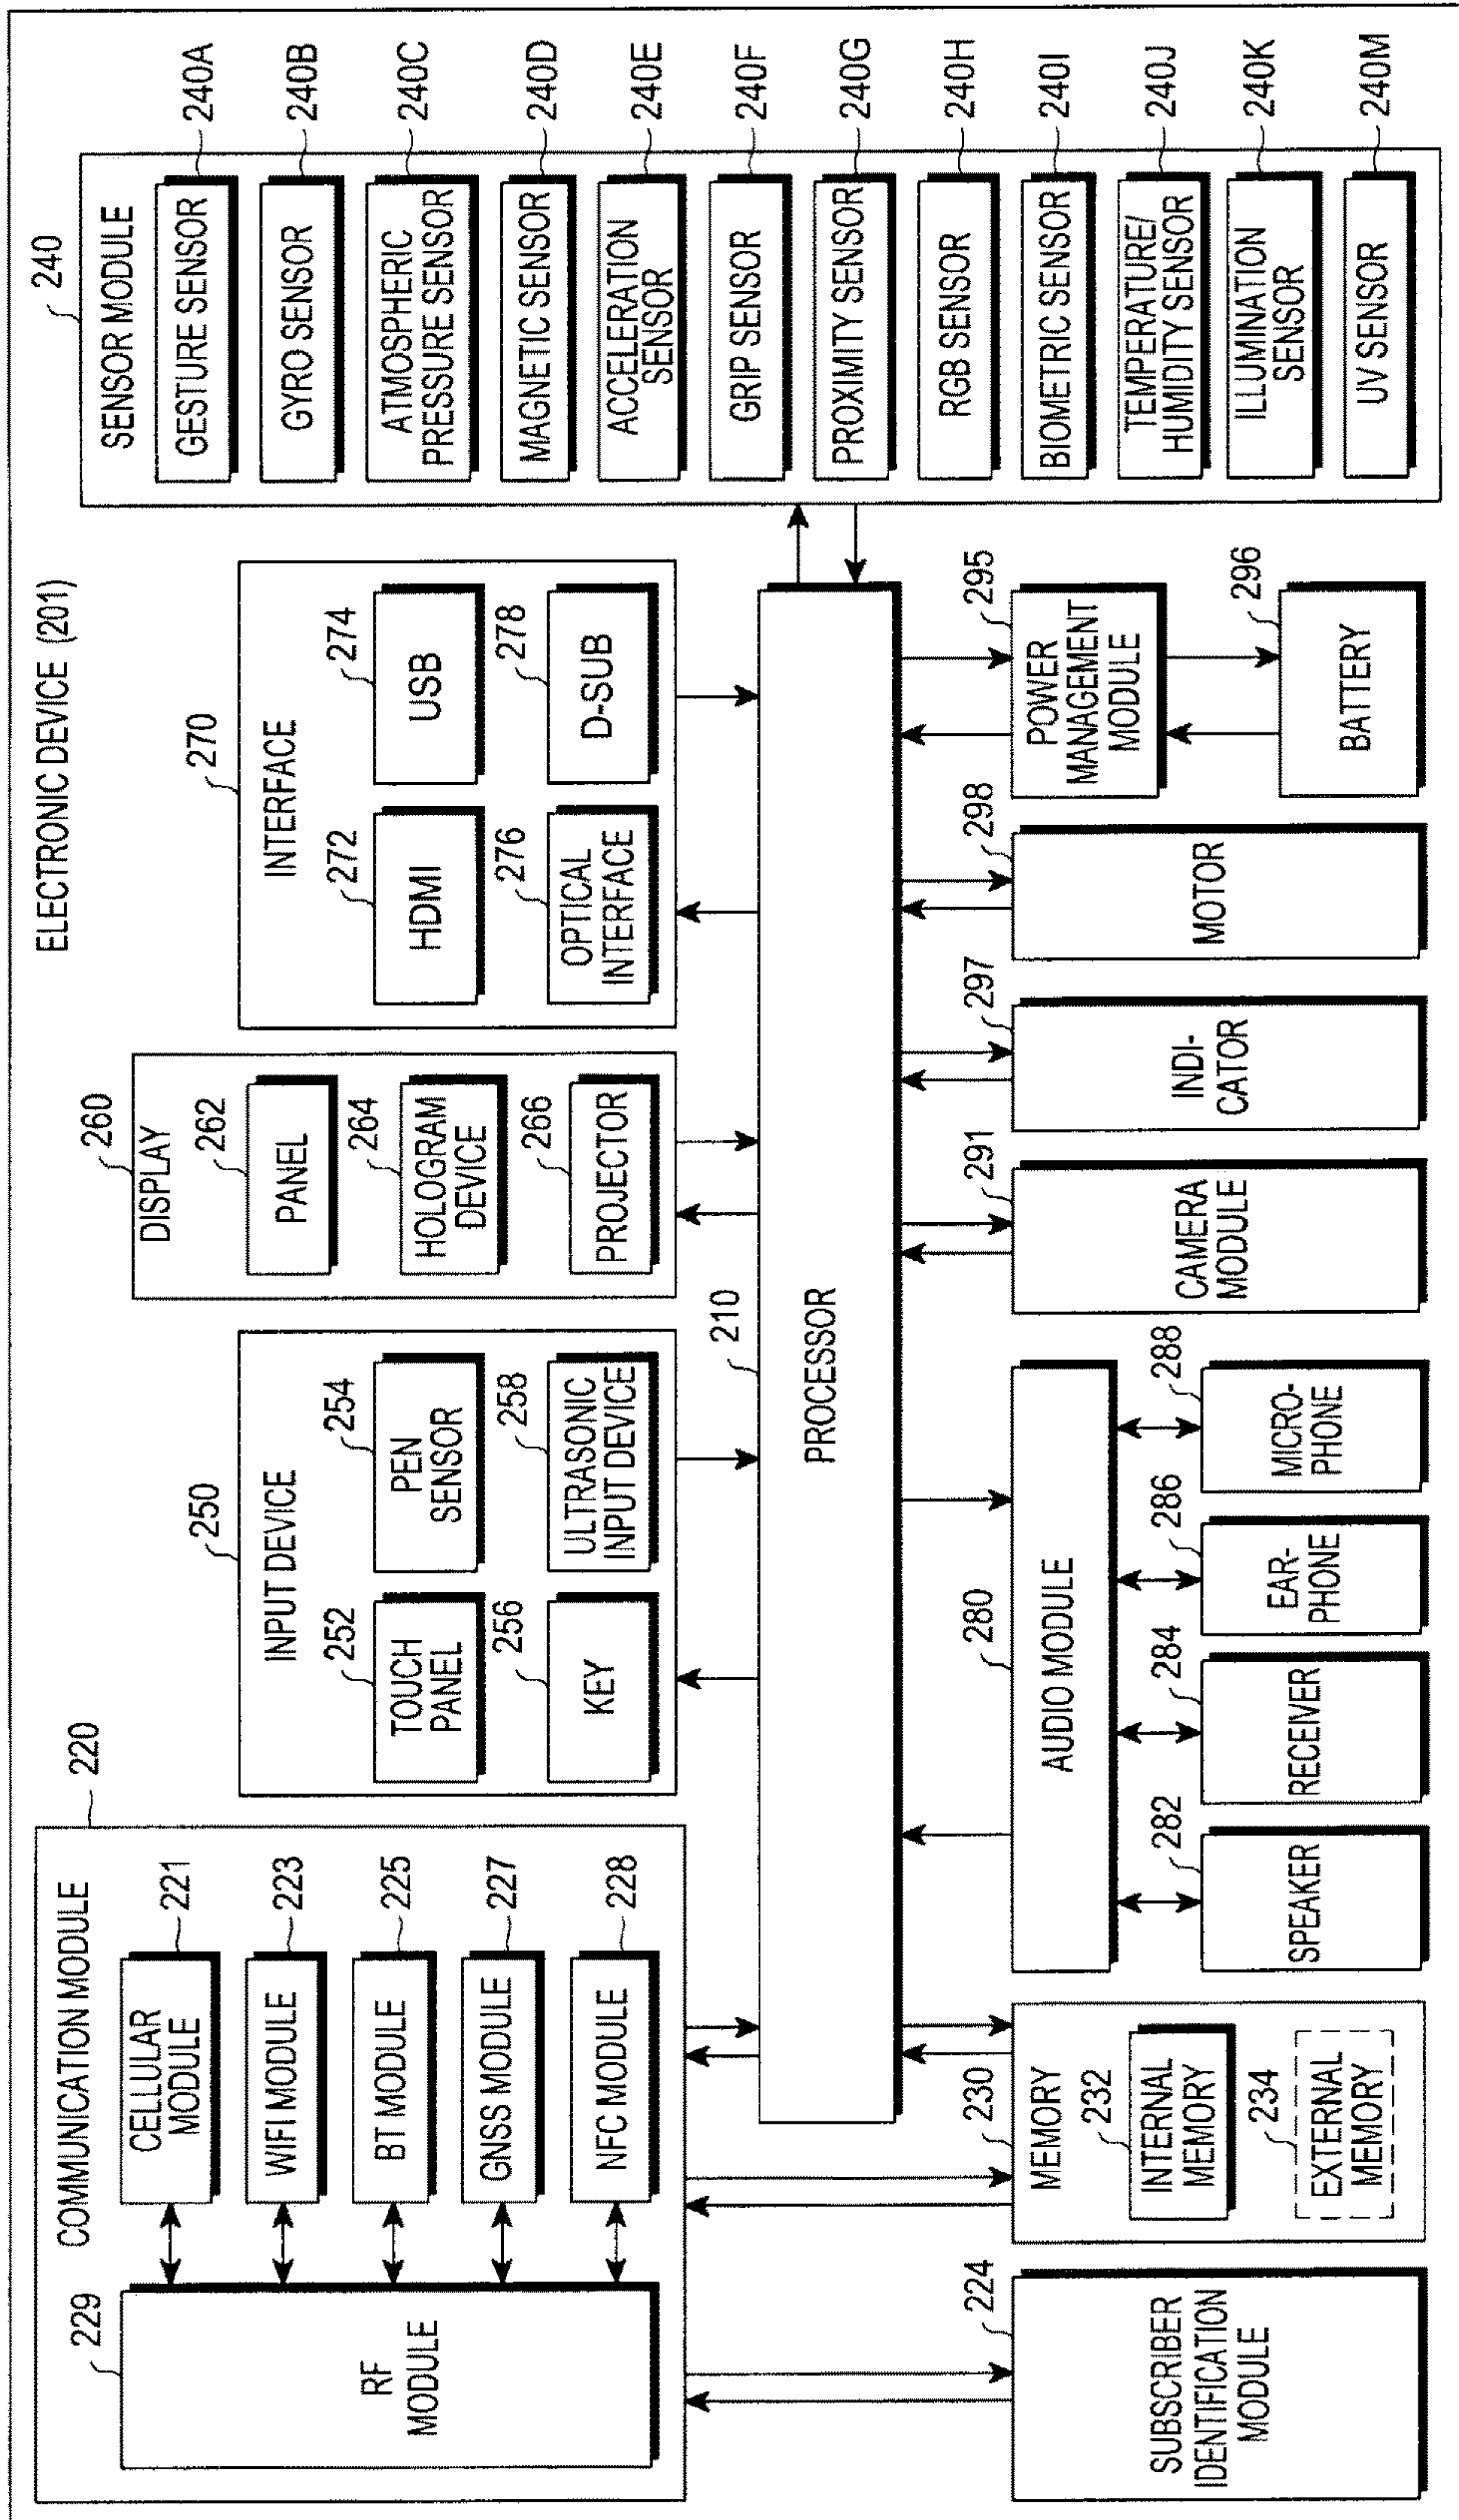 ELECTRONIC DEVICE (201)
220
COMMUNICATION MODULE
229
RF
MODULE
CELLULAR
MODULE
221
WIFI MODULE
223
BT MODULE
225
GNSS MODULE
227
NFC MODULE
228
250
INPUT DEVICE
252
TOUCH
PANEL
254
PEN
SENSOR
256
KEY
258
ULTRASONIC
INPUT DEVICE
260
DISPLAY
262
PANEL
264
HOLOGRAM
DEVICE
266
PROJECTOR
270
INTERFACE
272
HDMI
274
USB
276
OPTICAL
INTERFACE
278
D-SUB
240
SENSOR MODULE
GESTURE SENSOR
240A
GYRO SENSOR
240B
ATMOSPHERIC
PRESSURE SENSOR
240C
MAGNETIC SENSOR
240D
ACCELERATION
SENSOR
240E
GRIP SENSOR
240F
PROXIMITY SENSOR
240G
RGB SENSOR
240H
BIOMETRIC SENSOR
240I
TEMPERATURE/
HUMIDITY SENSOR
240J
ILLUMINATION
SENSOR
240K
UV SENSOR
240M
210
PROCESSOR
224
SUBSCRIBER
IDENTIFICATION
MODULE
230
MEMORY
232
INTERNAL
MEMORY
234
EXTERNAL
MEMORY
280
AUDIO MODULE
282
SPEAKER
284
RECEIVER
286
EAR-
PHONE
288
MICRO-
PHONE
291
CAMERA
MODULE
297
INDI-
CATOR
298
MOTOR
295
POWER
MANAGEMENT
MODULE
296
BATTERY